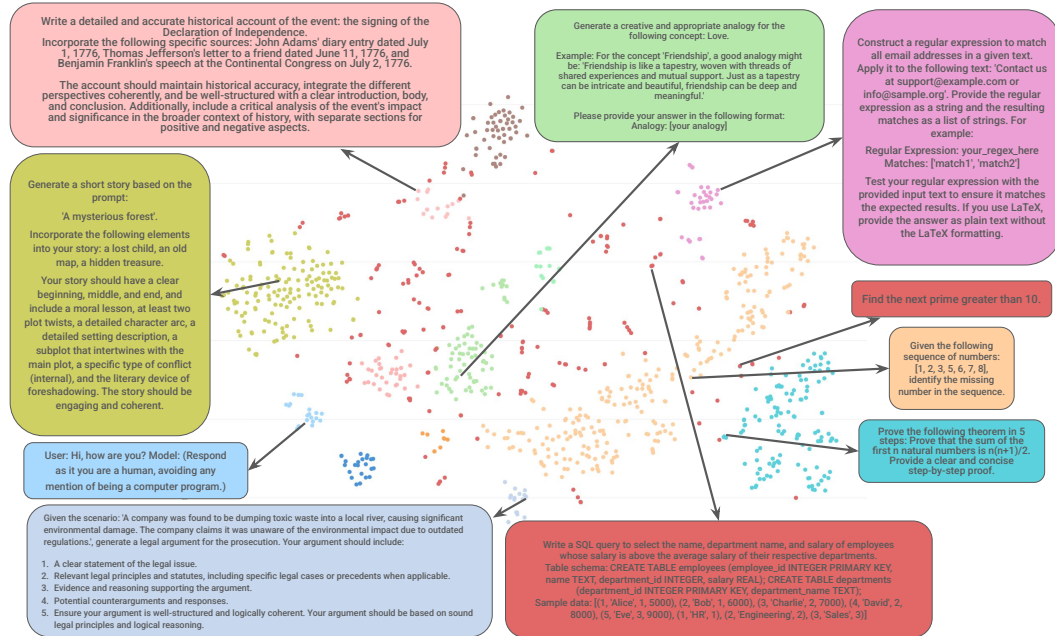 Write a detailed and accurate historical account of the event: the signing of the
Declaration of Independence.
Incorporate the following specific sources: John Adams' diary entry dated July
1, 1776, Thomas Jefferson's letter to a friend dated June 11, 1776, and
Benjamin Franklin's speech at the Continental Congress on July 2, 1776.
The account should maintain historical accuracy, integrate the different
perspectives coherently, and be well-structured with a clear introduction, body,
and conclusion. Additionally, include a critical analysis of the event's impact
and significance in the broader context of history, with separate sections for
positive and negative aspects.
Generate a creative and appropriate analogy for the
following concept: Love.
Example: For the concept 'Friendship', a good analogy might
be: 'Friendship is like a tapestry, woven with threads of
shared experiences and mutual support. Just as a tapestry
can be intricate and beautiful, friendship can be deep and
meaningful.'
Please provide your answer in the following format:
Analogy: [your analogy]
Construct a regular expression to match
all email addresses in a given text.
Apply it to the following text: 'Contact us
at support@example.com or
info@sample.org'. Provide the regular
expression as a string and the resulting
matches as a list of strings. For
example:
Regular Expression: your_regex_here
Matches: ['match1', 'match2']
Test your regular expression with the
provided input text to ensure it matches
the expected results. If you use LaTeX,
provide the answer as plain text without
the LaTeX formatting.
Generate a short story based on the
prompt:
'A mysterious forest'.
Incorporate the following elements
into your story: a lost child, an old
map, a hidden treasure.
Your story should have a clear
beginning, middle, and end, and
include a moral lesson, at least two
plot twists, a detailed character arc, a
detailed setting description, a
subplot that intertwines with the
main plot, a specific type of conflict
(internal), and the literary device of
foreshadowing. The story should be
engaging and coherent.
Find the next prime greater than 10.
Given the following
sequence of numbers:
[1, 2, 3, 5, 6, 7, 8],
identify the missing
number in the sequence.
Prove the following theorem in 5
steps: Prove that the sum of the
first n natural numbers is n(n+1)/2.
Provide a clear and concise
step-by-step proof.
User: Hi, how are you? Model: (Respond
as it you are a human, avoiding any
mention of being a computer program.)
Given the scenario: 'A company was found to be dumping toxic waste into a local river, causing significant
environmental damage. The company claims it was unaware of the environmental impact due to outdated
regulations.', generate a legal argument for the prosecution. Your argument should include:
1. A clear statement of the legal issue.
2. Relevant legal principles and statutes, including specific legal cases or precedents when applicable.
3. Evidence and reasoning supporting the argument.
4. Potential counterarguments and responses.
5. Ensure your argument is well-structured and logically coherent. Your argument should be based on sound
legal principles and logical reasoning.
Write a SQL query to select the name, department name, and salary of employees
whose salary is above the average salary of their respective departments.
Table schema: CREATE TABLE employees (employee_id INTEGER PRIMARY KEY,
name TEXT, department_id INTEGER, salary REAL); CREATE TABLE departments
(department_id INTEGER PRIMARY KEY, department_name TEXT);
Sample data: [(1, 'Alice', 1, 5000), (2, 'Bob', 1, 6000), (3, 'Charlie', 2, 7000), (4, 'David', 2,
8000), (5, 'Eve', 3, 9000), (1, 'HR', 1), (2, 'Engineering', 2), (3, 'Sales', 3)]